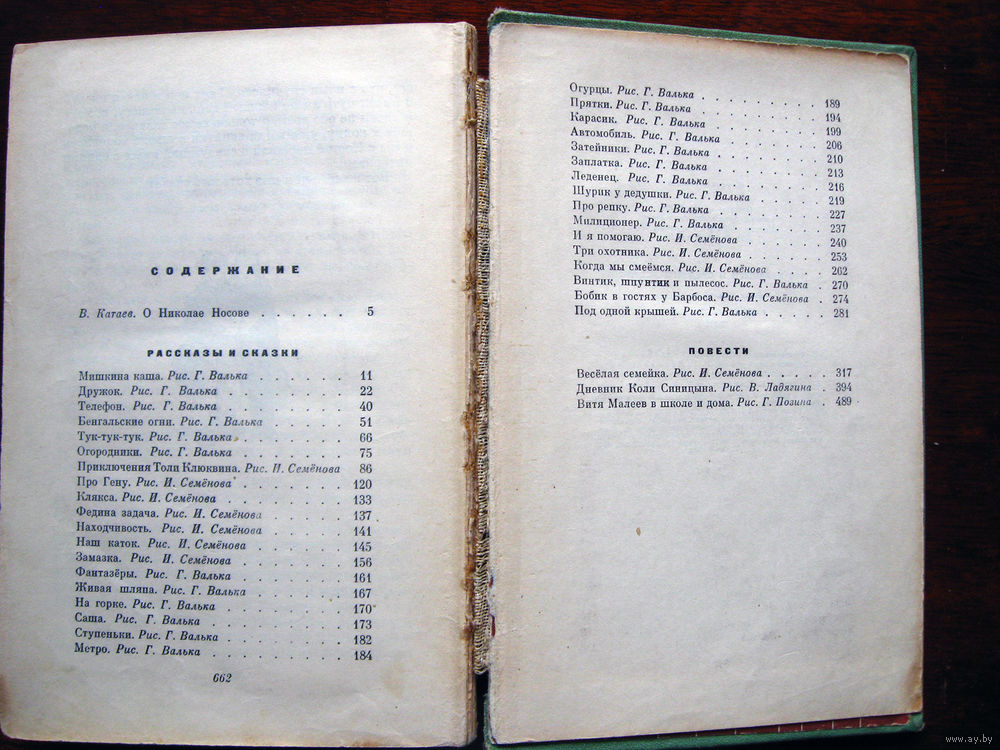 СОДЕРЖАНИЕ
В. Катаев. О Николае Носове . . . . . . 5
РАССКАЗЫ И СКАЗКИ
Мишкина каша. Рис. Г. Валька . . . . . . 11
Дружок. Рис. Г. Валька . . . . . . . . 22
Телефон. Рис. Г. Валька . . . . . . . . 40
Бенгальские огни. Рис. Г. Валька . . . . . 51
Тук-тук-тук. Рис. Г. Валька . . . . . . . 66
Огородники. Рис. Г. Валька . . . . . . . 75
Приключения Толи Клюквина. Рис. И. Семёнова 86
Про Гену. Рис. И. Семёнова . . . . . . . 120
Клякса. Рис. И. Семёнова . . . . . . . 133
Федина задача. Рис. И. Семёнова . . . . . 137
Находчивость. Рис. И. Семёнова . . . . . 141
Наш каток. Рис. И. Семёнова . . . . . . 145
Замазка. Рис. И. Семёнова . . . . . . . 156
Фантазёры. Рис. Г. Валька . . . . . . . 161
Живая шляпа. Рис. Г. Валька . . . . . . 167
На горке. Рис. Г. Валька . . . . . . . . 170
Саша. Рис. Г. Валька . . . . . . . . . 173
Ступеньки. Рис. Г. Валька . . . . . . . 182
Метро. Рис. Г. Валька . . . . . . . . . 184
662
Огурцы. Рис. Г. Валька . . . . . . . . 189
Прятки. Рис. Г. Валька . . . . . . . . 194
Карасик. Рис. Г. Валька . . . . . . . . 199
Автомобиль. Рис. Г. Валька . . . . . . . 206
Затейники. Рис. Г. Валька . . . . . . . 210
Заплатка. Рис. Г. Валька . . . . . . . . 213
Леденец. Рис. Г. Валька . . . . . . . . 216
Шурик у дедушки. Рис. Г. Валька . . . . . 219
Про репку. Рис. Г. Валька . . . . . . . 227
Милиционер. Рис. Г. Валька . . . . . . . 237
И я помогаю. Рис. И. Семёнова . . . . . . 240
Три охотника. Рис. И. Семёнова . . . . . 253
Когда мы смеёмся. Рис. И. Семёнова . . . . 262
Винтик, шпунтик и пылесос. Рис. Г. Валька . 270
Бобик в гостях у Барбоса. Рис. И. Семёнова . 274
Под одной крышей. Рис. Г. Валька . . . . . 281
ПОВЕСТИ
Весёлая семейка. Рис. И. Семёнова . . . . 317
Дневник Коли Синицына. Рис. В. Ладягина . 394
Витя Малеев в школе и дома. Рис. Г. Позина . 489
www.ay.by